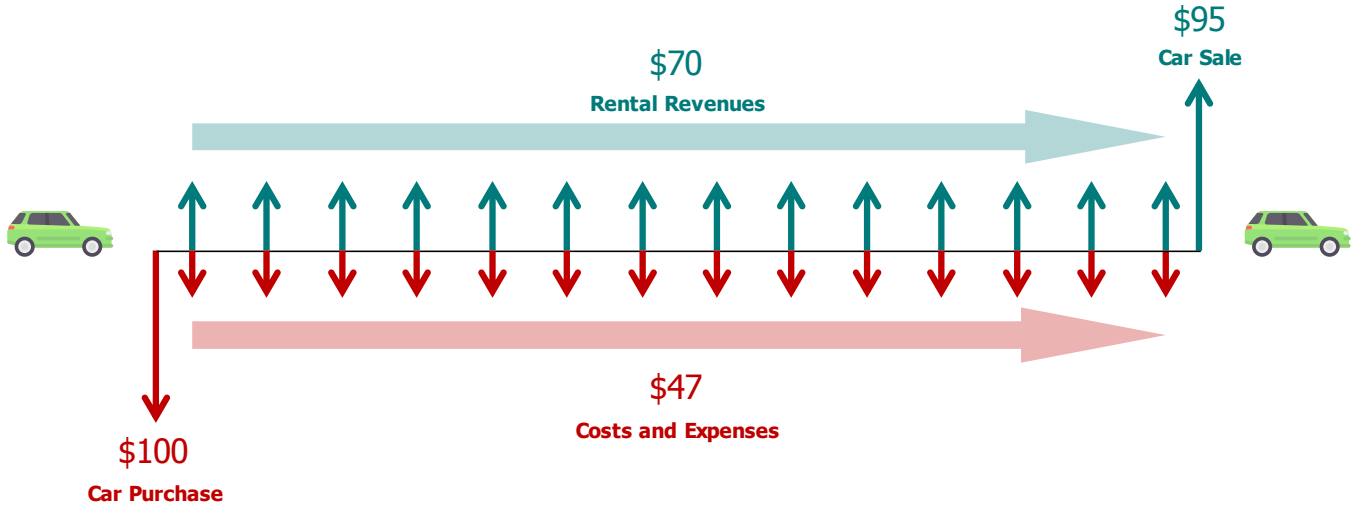 $95
Car Sale
$70
Rental Revenues
$47
Costs and Expenses
$100
Car Purchase